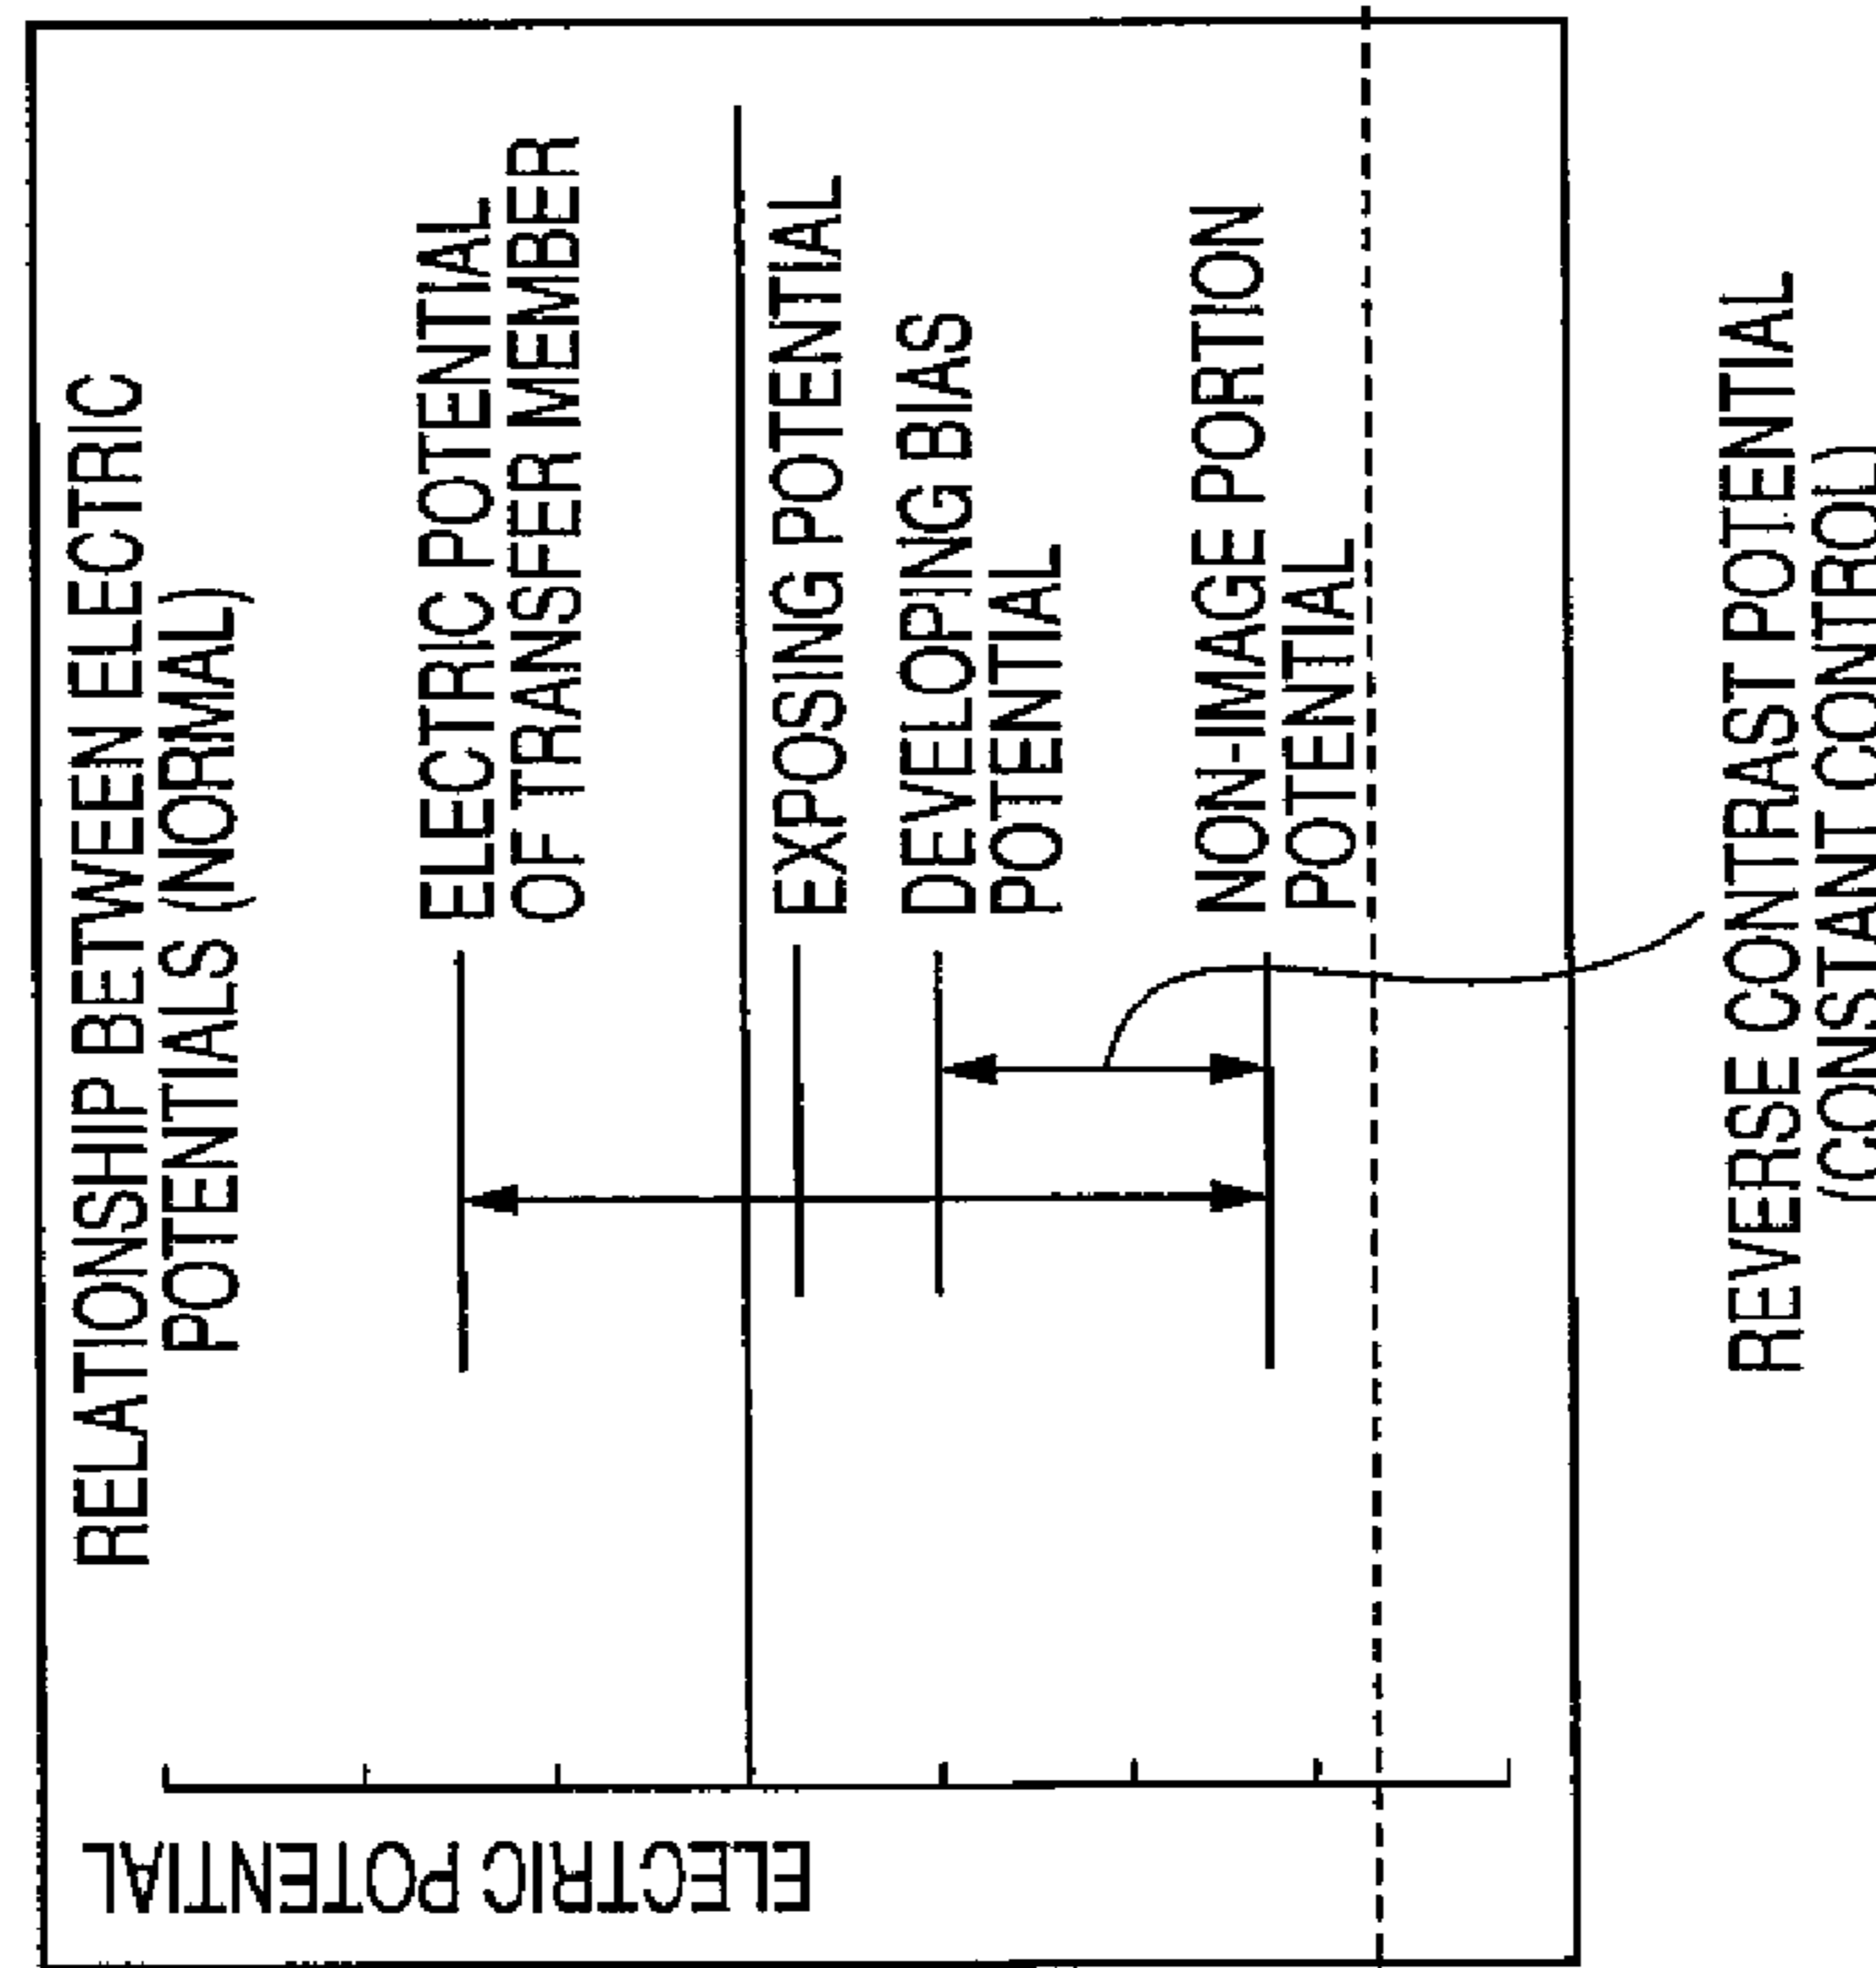 RELATIONSHIP BETWEEN ELECTRIC
POTENTIALS (NORMAL)
ELECTRIC POTENTIAL
ELECTRIC POTENTIAL
OF TRANSFER MEMBER
EXPOSING POTENTIAL
DEVELOPING BIAS
POTENTIAL
NON-IMAGE PORTION
POTENTIAL
REVERSE CONTRAST POTENTIAL
(CONSTANT CONTROL)